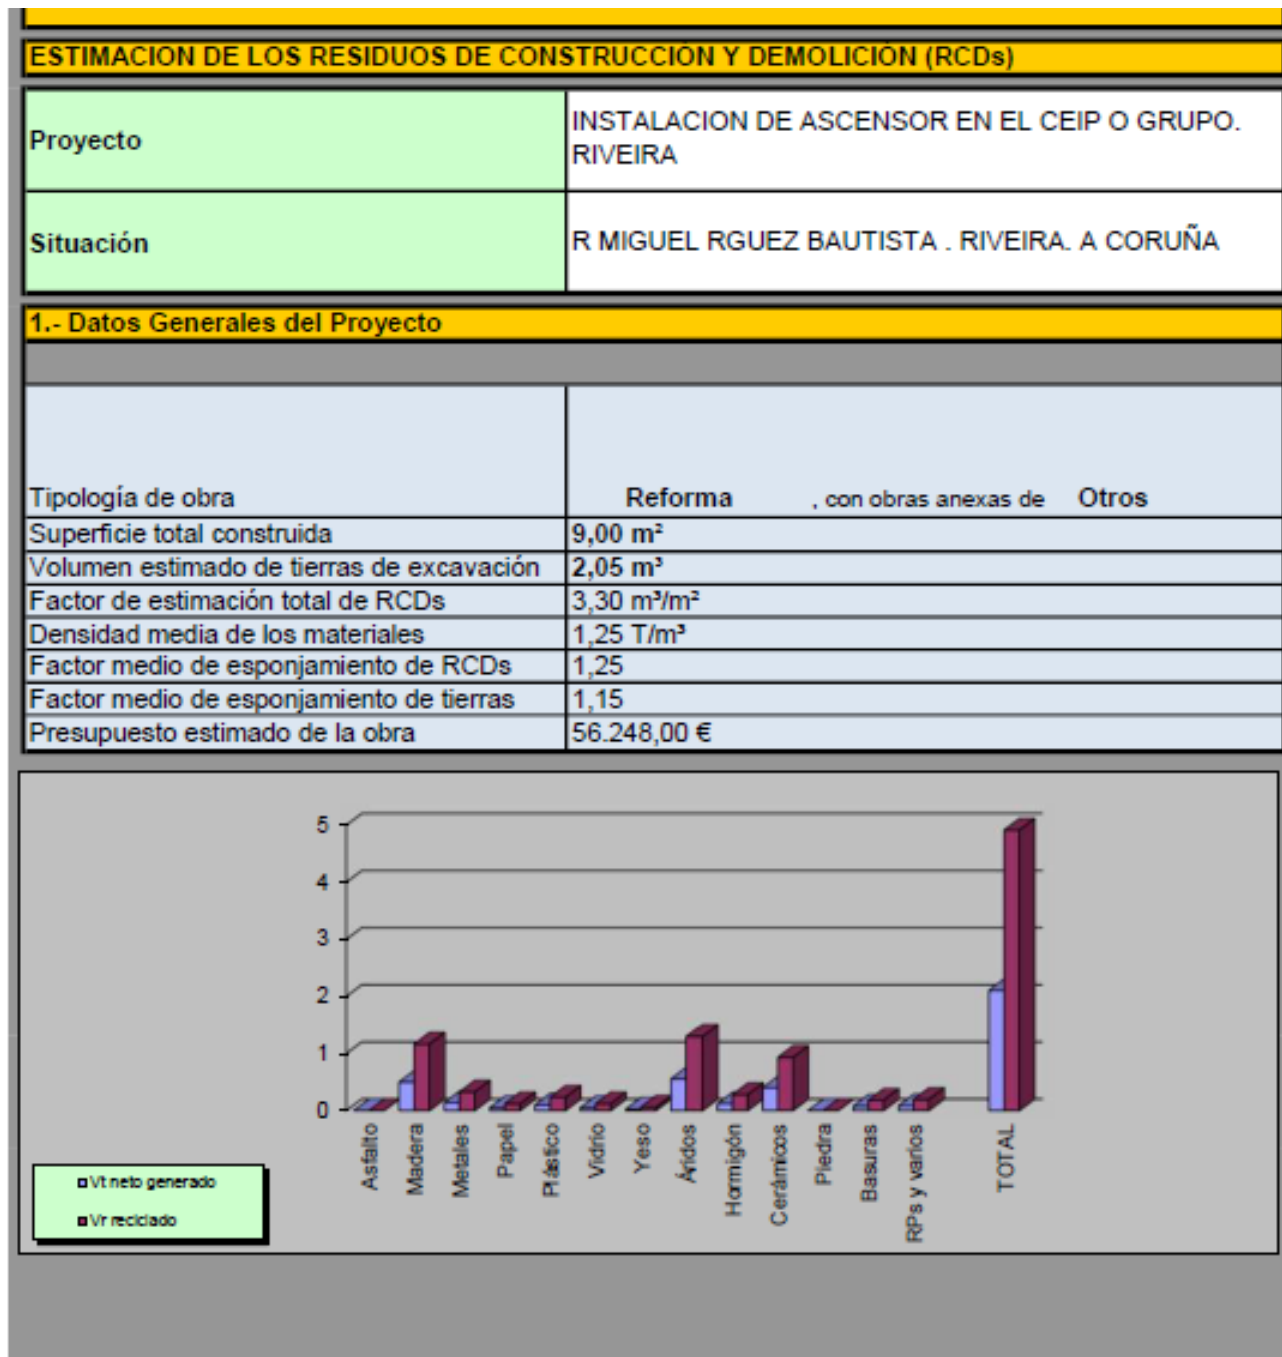 ESTIMACION DE LOS RESIDUOS DE CONSTRUCCIÓN Y DEMOLICIÓN (RCDs)
Proyecto
INSTALACION DE ASCENSOR EN EL CEIP O GRUPO.
RIVEIRA
Situación
R MIGUEL RGUEZ BAUTISTA . RIVEIRA. A CORUÑA
1.- Datos Generales del Proyecto
Tipología de obra Reforma , con obras anexas de Otros
Superficie total construida 9,00 m²
Volumen estimado de tierras de excavación 2,05 m³
Factor de estimación total de RCDs 3,30 m³/m²
Densidad media de los materiales 1,25 T/m³
Factor medio de esponjamiento de RCDs 1,25
Factor medio de esponjamiento de tierras 1,15
Presupuesto estimado de la obra 56.248,00 €
5
4
3
2
1
0
Asfalto
Madera
Metales
Papel
Plástico
Vidrio
Yeso
Áridos
Hormigón
Cerámicos
Piedra
Basuras
RPs y varios
TOTAL
Vt neto generado
Vr reciclado